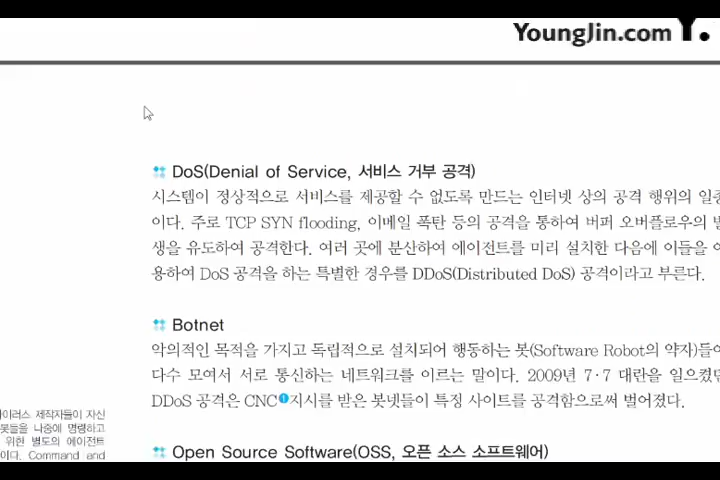 YoungJin.com Y.
DoS(Denial of Service, 서비스 거부 공격)
시스템이 정상적으로 서비스를 제공할 수 없도록 만드는 인터넷 상의 공격 행위의 일종
이다. 주로 TCP SYN flooding, 이메일 폭탄 등의 공격을 통하여 버퍼 오버플로우의 발
생을 유도하여 공격한다. 여러 곳에 분산하여 에이전트를 미리 설치한 다음에 이들을 이
용하여 DoS 공격을 하는 특별한 경우를 DDoS(Distributed DoS) 공격이라고 부른다.
Botnet
악의적인 목적을 가지고 독립적으로 설치되어 행동하는 봇(Software Robot의 약자)들이
다수 모여서 서로 통신하는 네트워크를 이르는 말이다. 2009년 7·7 대란을 일으켰던
DDoS 공격은 CNC❶지시를 받은 봇넷들이 특정 사이트를 공격함으로써 벌어졌다.
제작자들이 자신
봇들을 나중에 명령하고
위한 별도의 에이전트
이다. Command and
Open Source Software(OSS, 오픈 소스 소프트웨어)